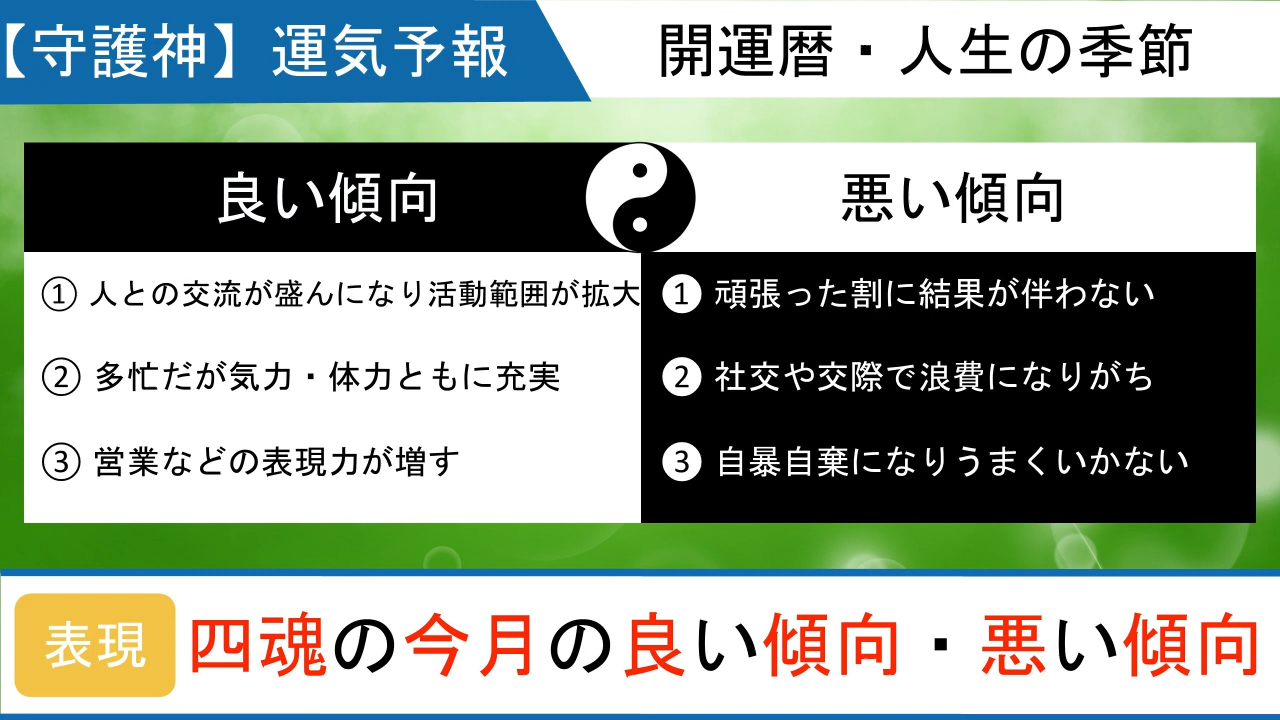 【守護神】運気予報
開運暦・人生の季節
良い傾向
悪い傾向
① 人との交流が盛んになり活動範囲が拡大
② 多忙だが気力・体力ともに充実
③ 営業などの表現力が増す
❶ 頑張った割に結果が伴わない
❷ 社交や交際で浪費になりがち
❸ 自暴自棄になりうまくいかない
表現
四魂の今月の良い傾向・悪い傾向